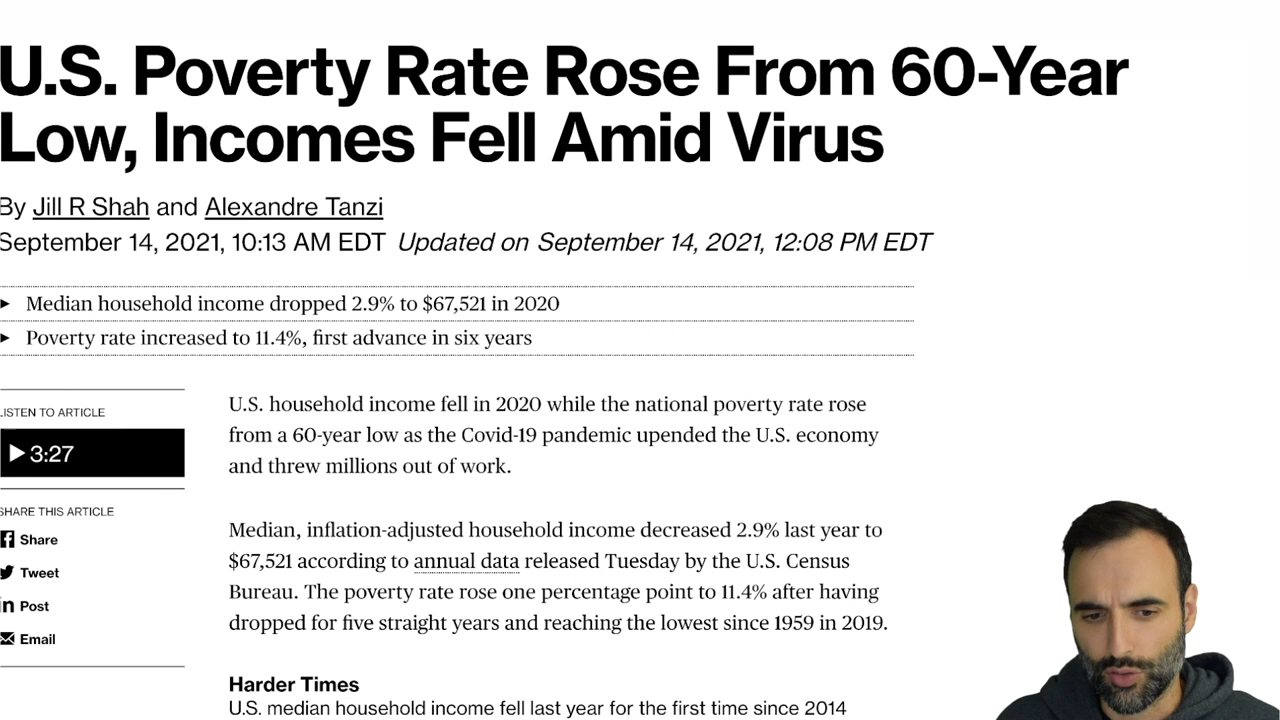 U.S. Poverty Rate Rose From 60-Year
Low, Incomes Fell Amid Virus
By Jill R Shah and Alexandre Tanzi
September 14, 2021, 10:13 AM EDT Updated on September 14, 2021, 12:08 PM EDT
Median household income dropped 2.9% to $67,521 in 2020
Poverty rate increased to 11.4%, first advance in six years
LISTEN TO ARTICLE
3:27
SHARE THIS ARTICLE
Share
Tweet
in Post
Email
U.S. household income fell in 2020 while the national poverty rate rose
from a 60-year low as the Covid-19 pandemic upended the U.S. economy
and threw millions out of work.
Median, inflation-adjusted household income decreased 2.9% last year to
$67,521 according to annual data released Tuesday by the U.S. Census
Bureau. The poverty rate rose one percentage point to 11.4% after having
dropped for five straight years and reaching the lowest since 1959 in 2019.
Harder Times
U.S. median household income fell last year for the first time since 2014